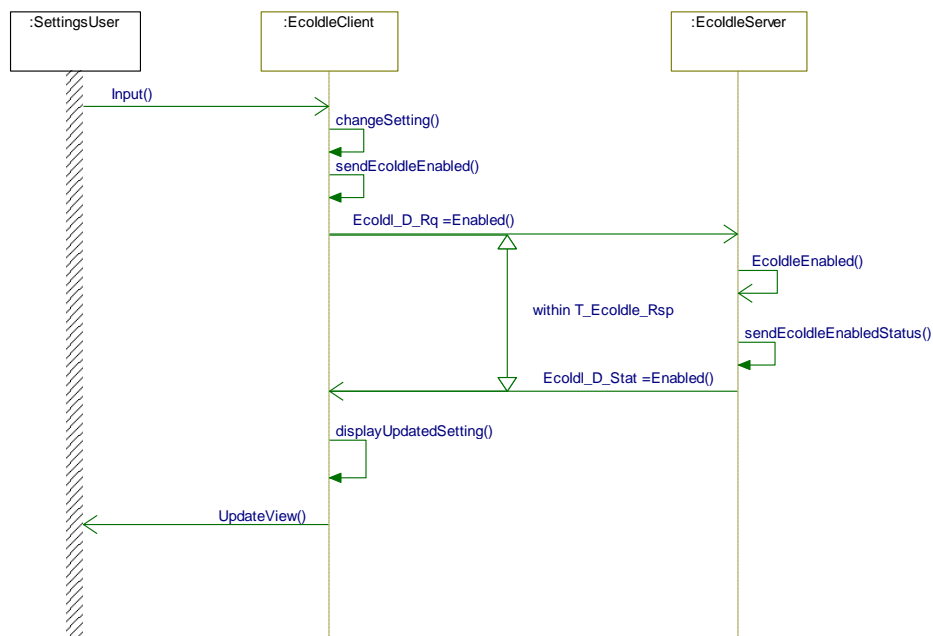 :SettingsUser
:EcoIdleClient
:EcoIdleServer
Input()
changeSetting()
sendEcoIdleEnabled()
EcoIdl_D_Rq =Enabled()
EcoIdleEnabled()
within T_EcoIdle_Rsp
sendEcoIdleEnabledStatus()
EcoIdl_D_Stat =Enabled()
displayUpdatedSetting()
UpdateView()